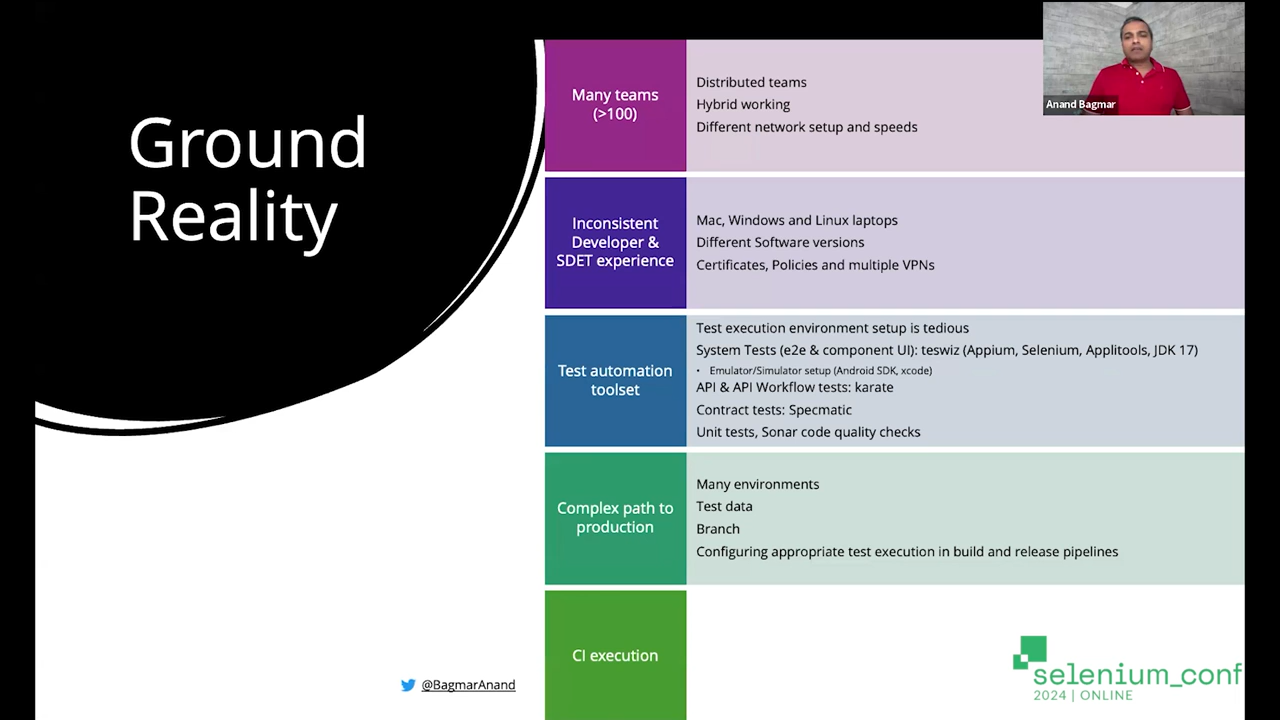 Ground
Reality
Many teams
(>100)
Distributed teams
Hybrid working
Different network setup and speeds
Anand Bagmar
Inconsistent
Developer &
SDET experience
Mac, Windows and Linux laptops
Different Software versions
Certificates, Policies and multiple VPNs
Test automation
toolset
Test execution environment setup is tedious
System Tests (e2e & component UI): teswiz (Appium, Selenium, Applitools, JDK 17)
• Emulator/Simulator setup (Android SDK, xcode)
API & API Workflow tests: karate
Contract tests: Specmatic
Unit tests, Sonar code quality checks
Complex path to
production
Many environments
Test data
Branch
Configuring appropriate test execution in build and release pipelines
CI execution
@BagmarAnand
selenium_conf
2024 | ONLINE